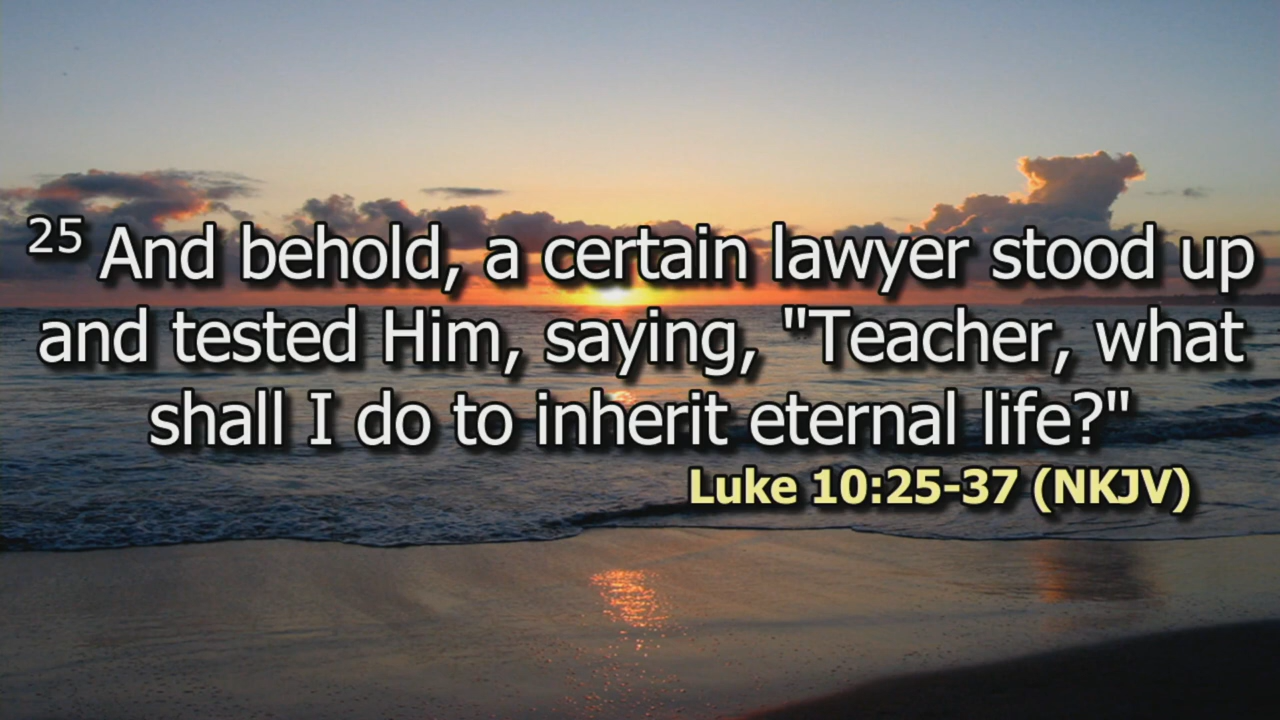 25 And behold, a certain lawyer stood up
and tested Him, saying, "Teacher, what
shall I do to inherit eternal life?"
Luke 10:25-37 (NKJV)